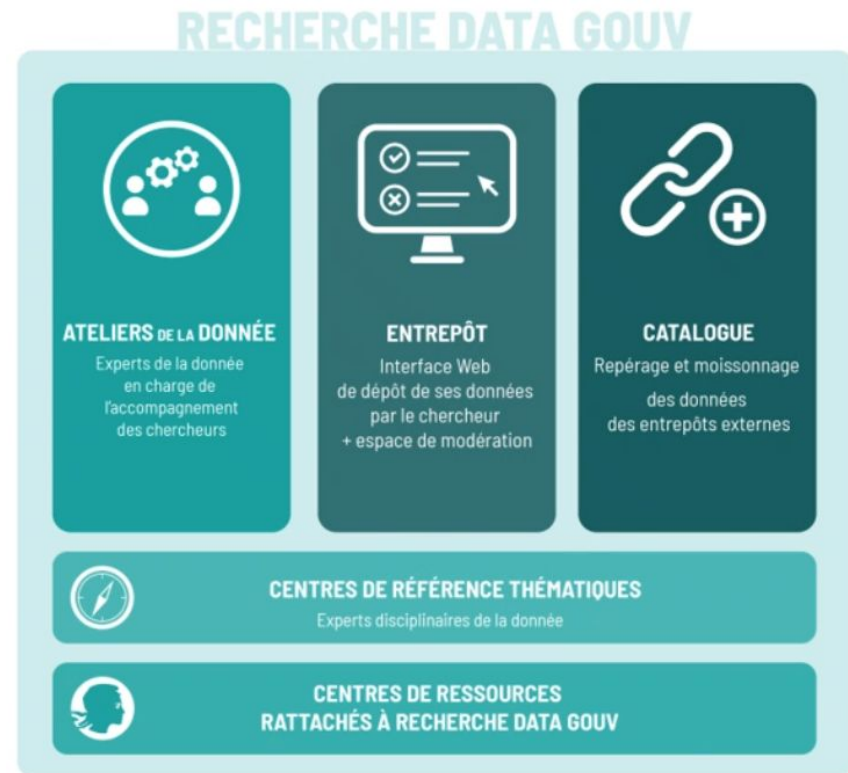 RECHERCHE DATA GOUV
ATELIERS DE LA DONNÉE
Experts de la donnée
en charge de
l'accompagnement
des chercheurs
ENTREPÔT
Interface Web
de dépôt de ses données
par le chercheur
+ espace de modération
CATALOGUE
Repérage et moissonnage
des données
des entrepôts externes
CENTRES DE RÉFÉRENCE THÉMATIQUES
Experts disciplinaires de la donnée
CENTRES DE RESSOURCES
RATTACHÉS À RECHERCHE DATA GOUV